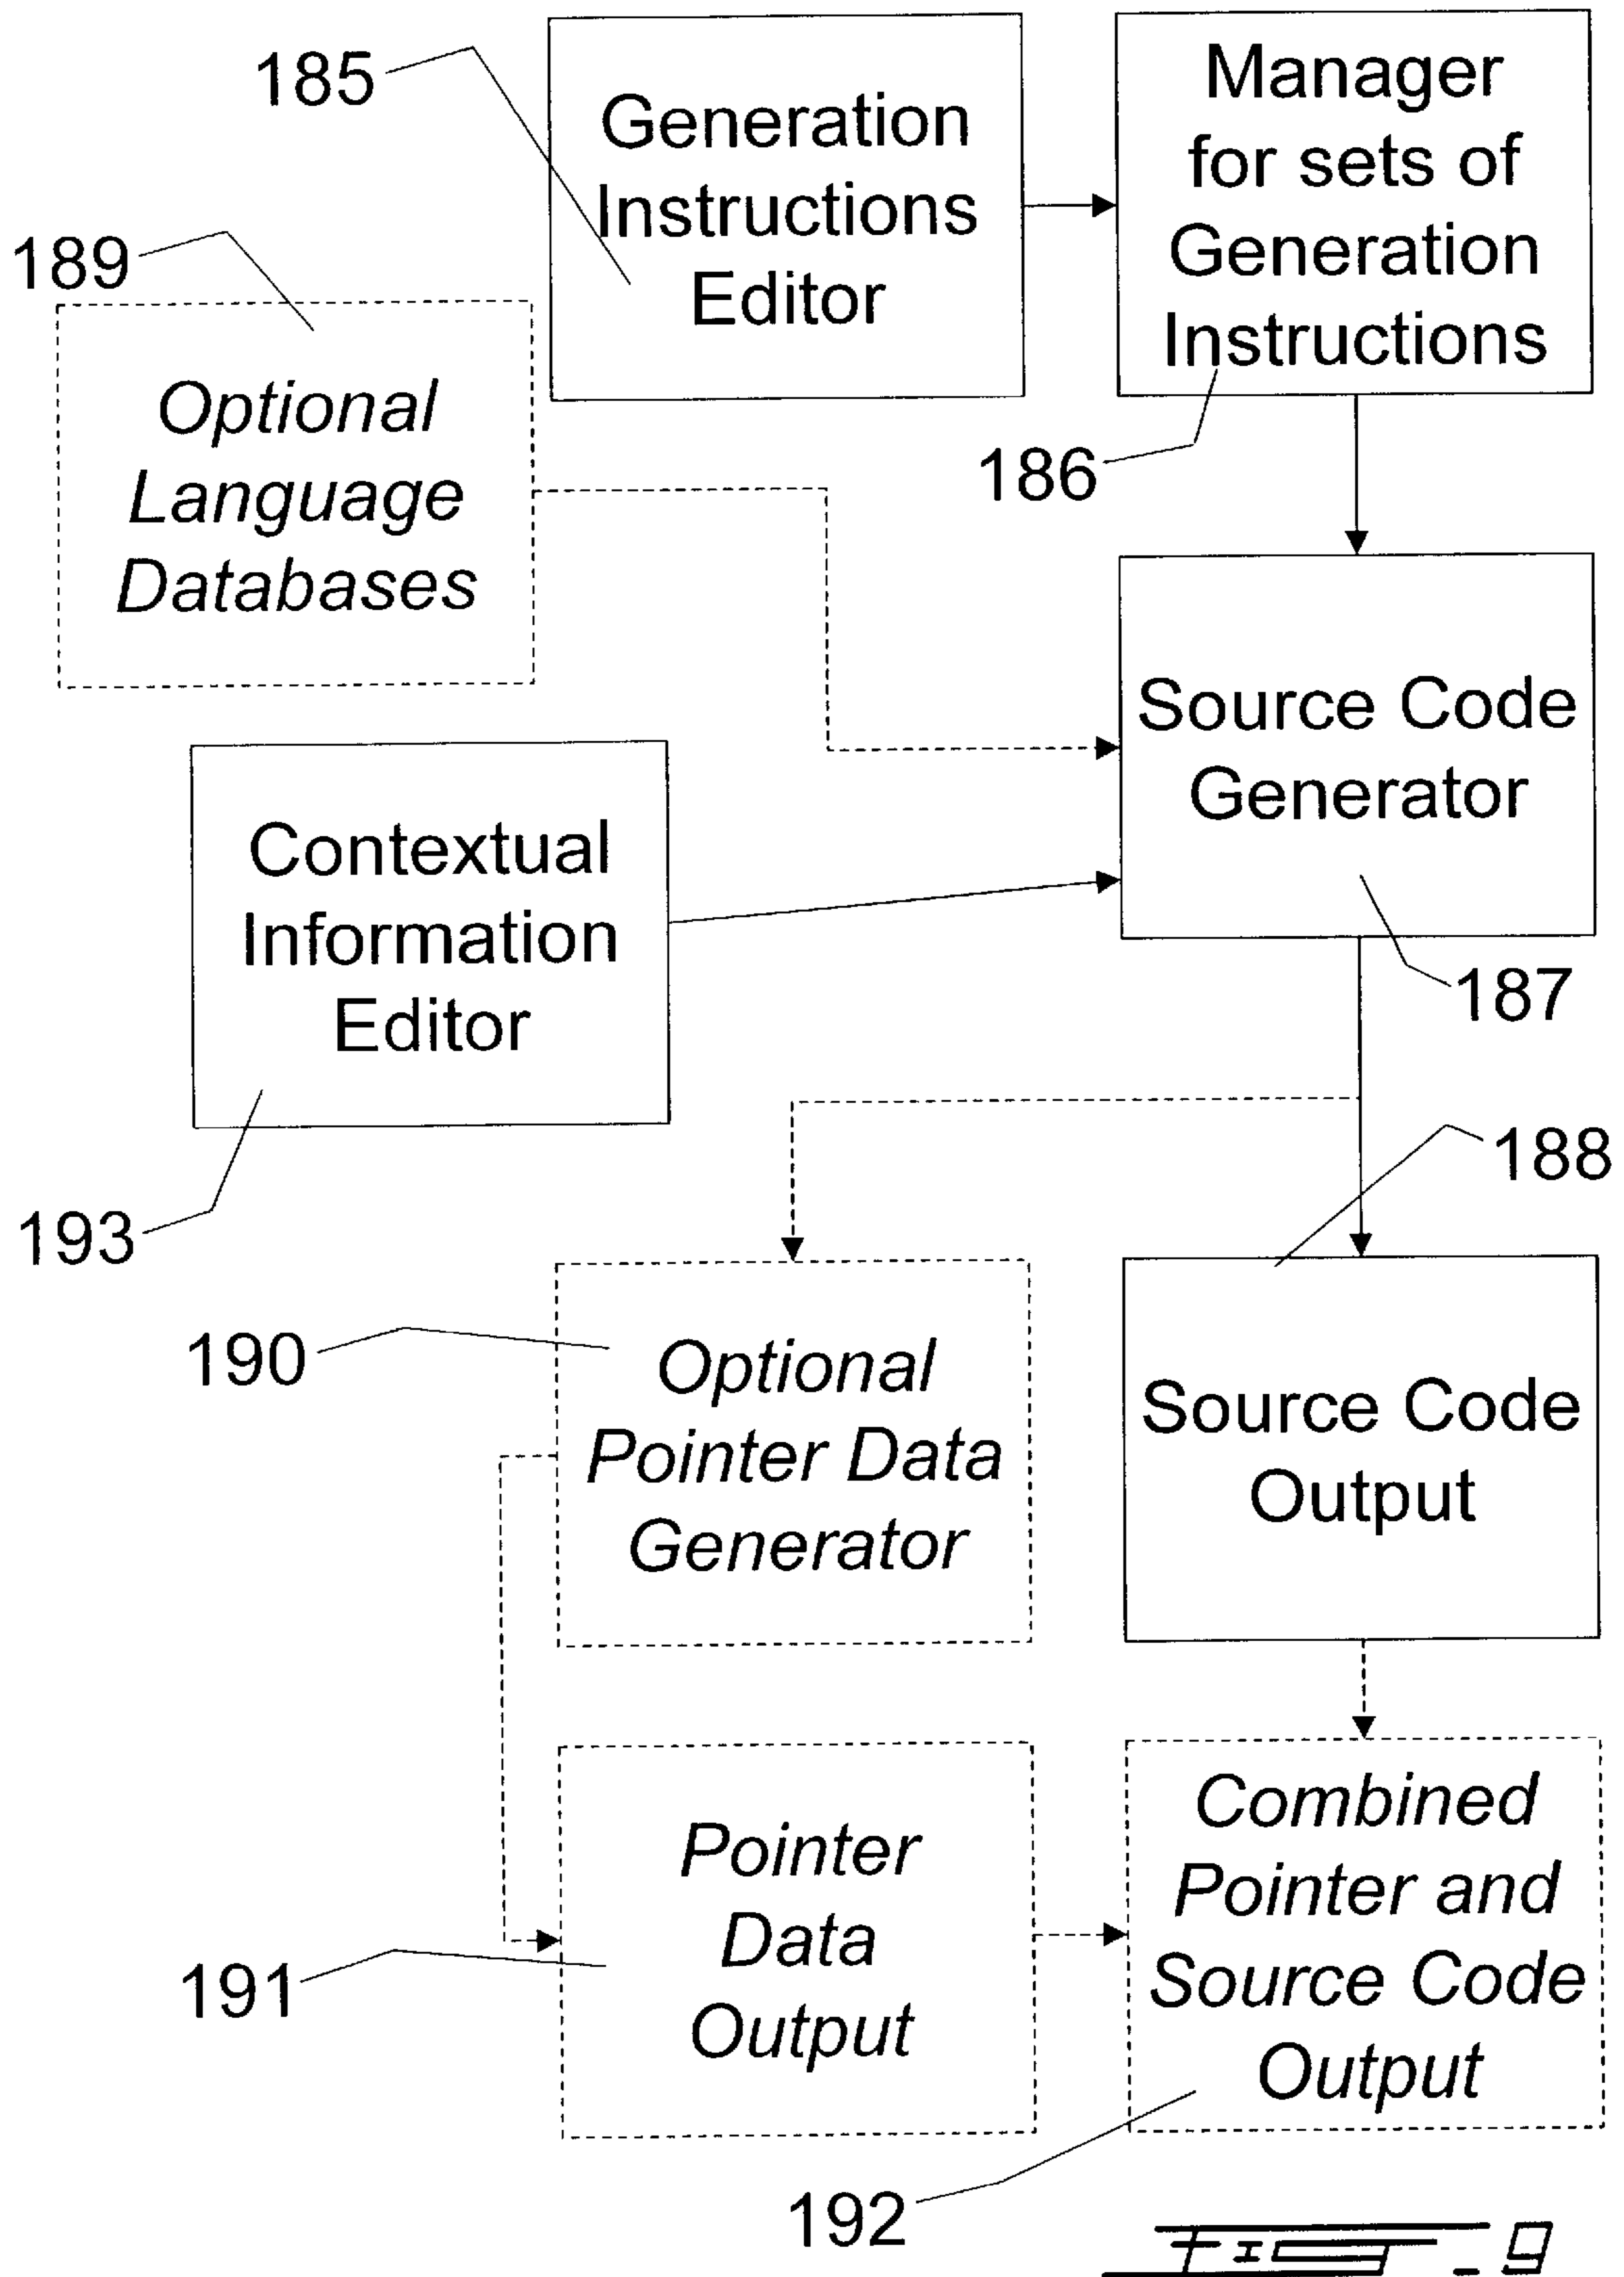 185
Generation
Instructions
Editor
Manager
for sets of
Generation
Instructions
186
189
Optional
Language
Databases
Source Code
Generator
187
Contextual
Information
Editor
193
188
190
Optional
Pointer Data
Generator
Source Code
Output
191
Pointer
Data
Output
Combined
Pointer and
Source Code
Output
192
FIG_9